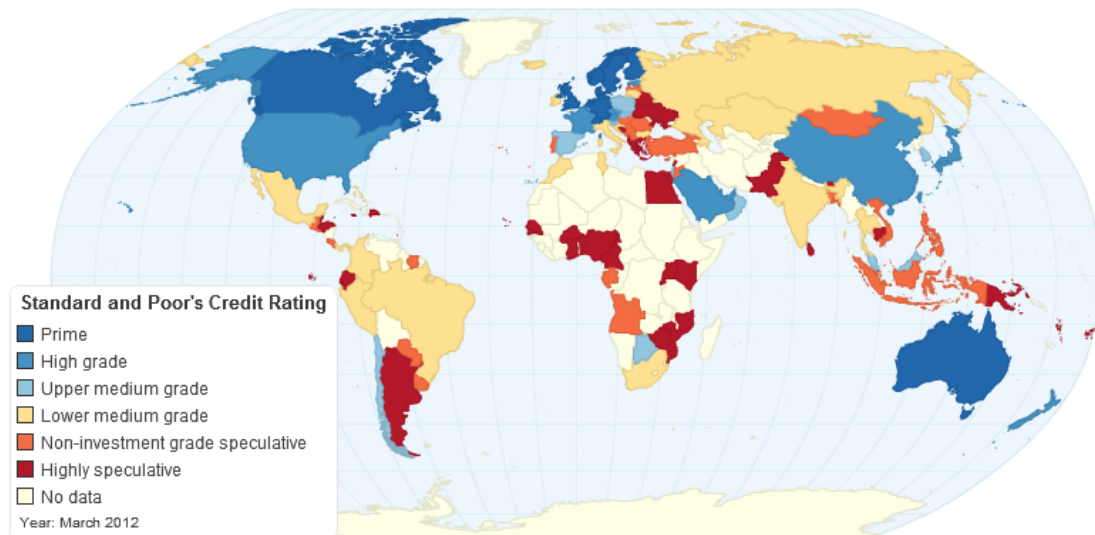 Standard and Poor's Credit Rating
Prime
High grade
Upper medium grade
Lower medium grade
Non-investment grade speculative
Highly speculative
No data
Year: March 2012